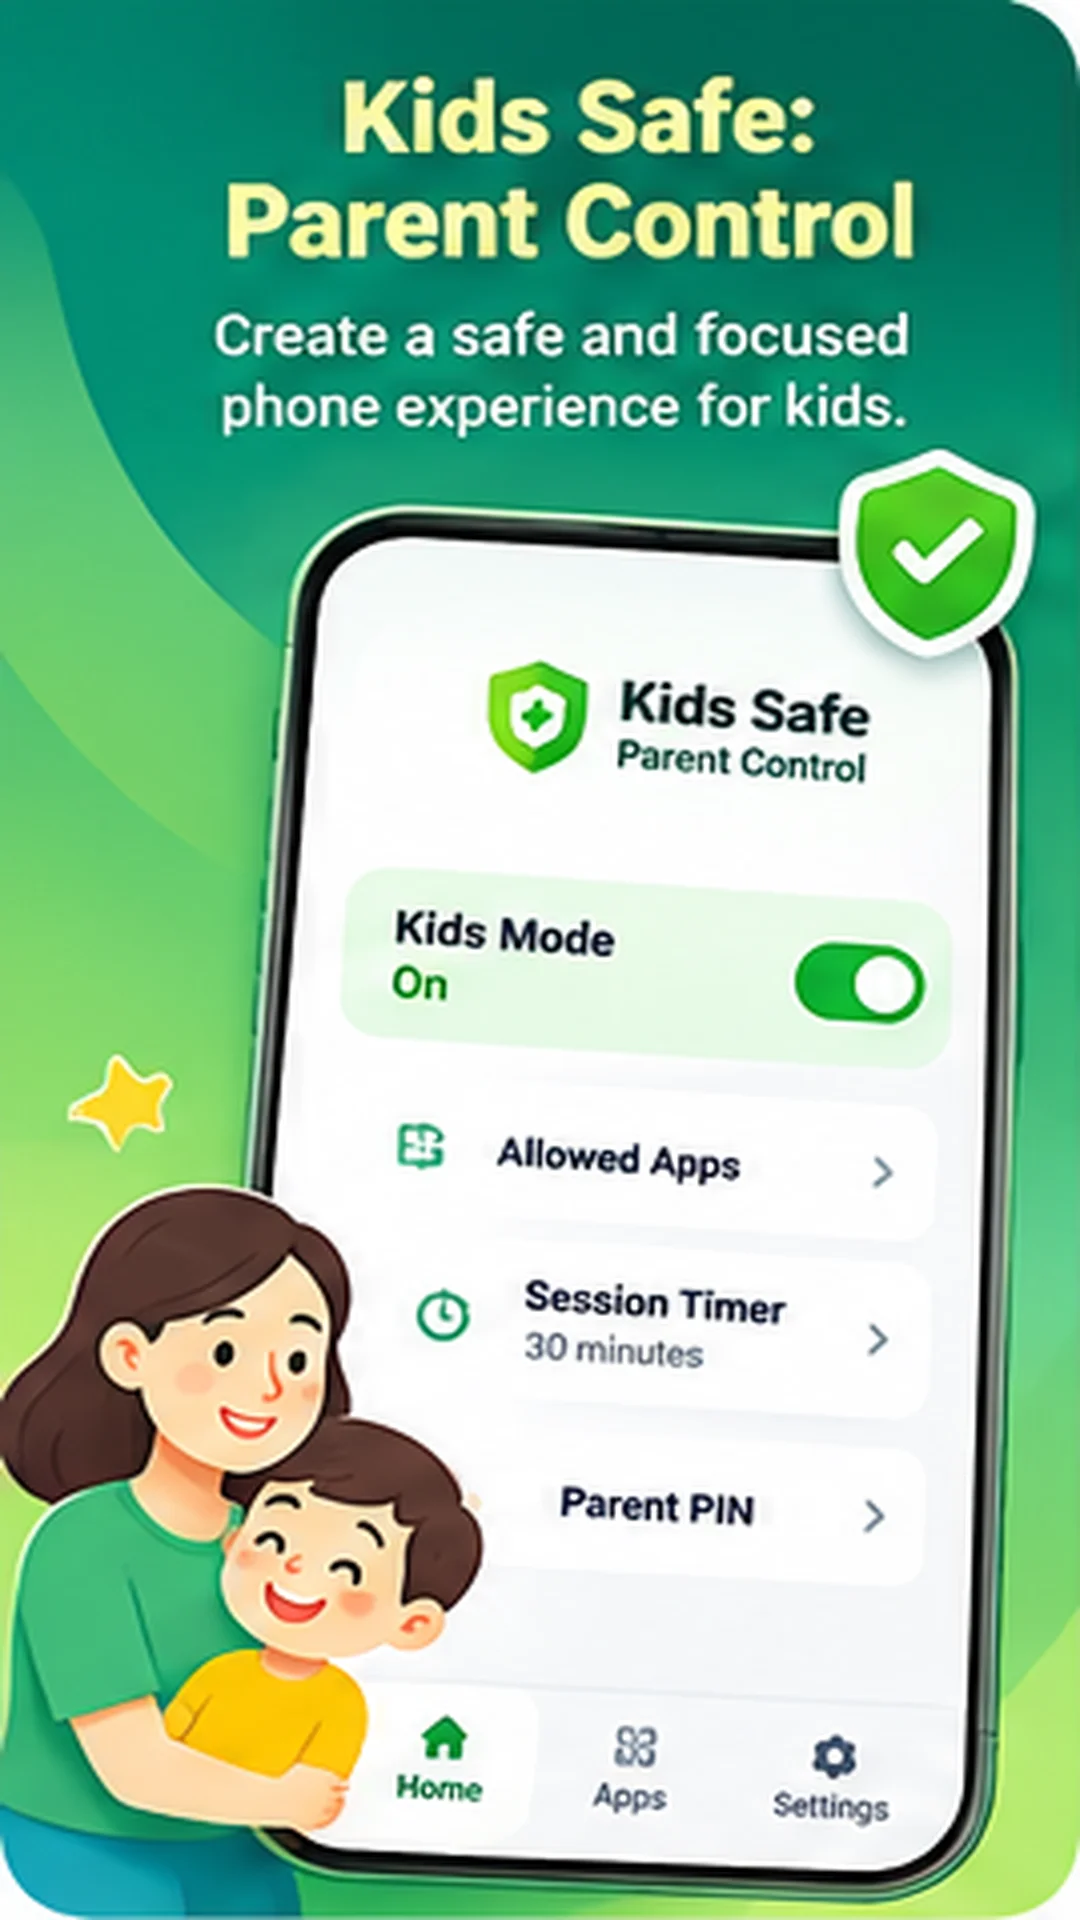 Kids Safe:
Parent Control
Create a safe and focused
phone experience for kids.
Kids Safe
Parent Control
Kids Mode
On
Allowed Apps
Session Timer
30 minutes
Parent PIN
Home
Apps
Settings